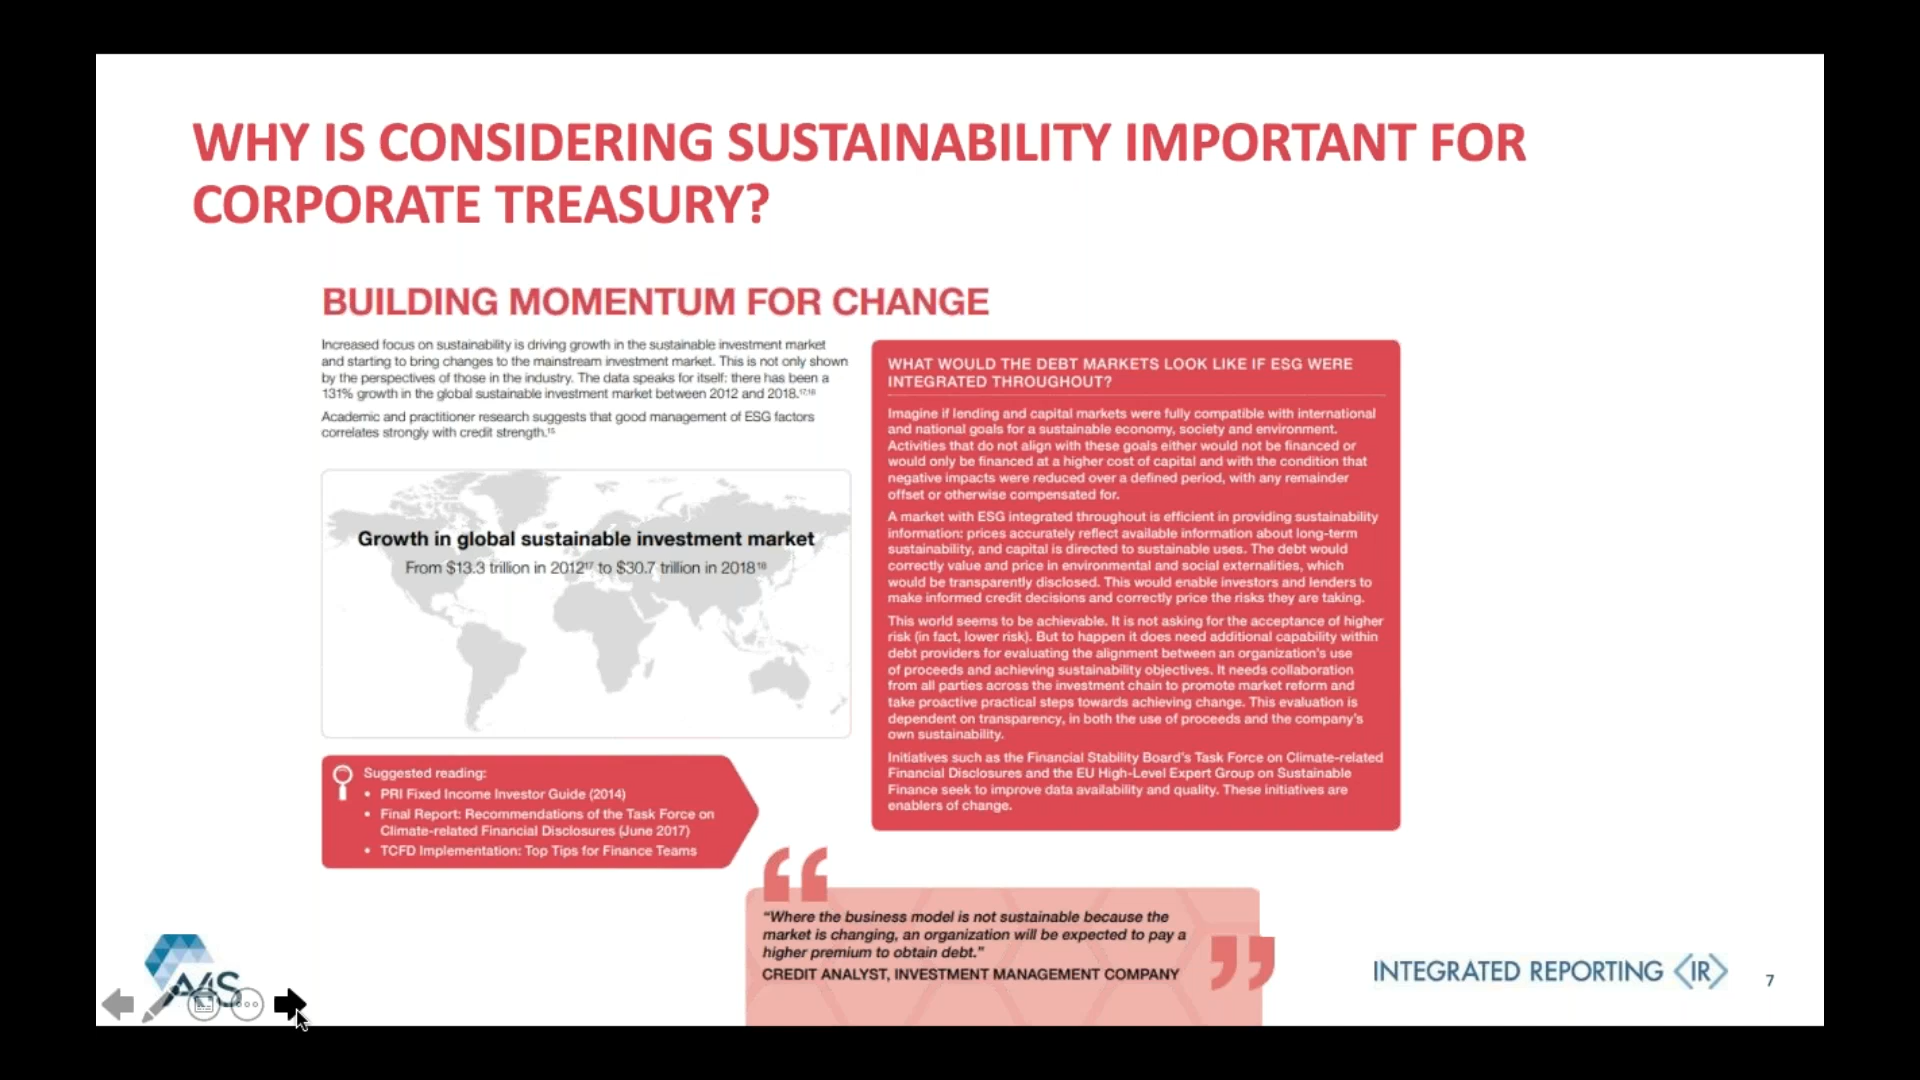 WHY IS CONSIDERING SUSTAINABILITY IMPORTANT FOR
CORPORATE TREASURY?
BUILDING MOMENTUM FOR CHANGE
Increased focus on sustainability is driving growth in the sustainable investment market
and starting to bring changes to the mainstream investment market. This is not only shown
by the perspectives of those in the industry. The data speaks for itself: there has been a
131% growth in the global sustainable investment market between 2012 and 2018.17,18
Academic and practitioner research suggests that good management of ESG factors
correlates strongly with credit strength.15
Growth in global sustainable investment market
From $13.3 trillion in 201217 to $30.7 trillion in 201818
Suggested reading:
• PRI Fixed Income Investor Guide (2014)
• Final Report: Recommendations of the Task Force on
Climate-related Financial Disclosures (June 2017)
• TCFD Implementation: Top Tips for Finance Teams
WHAT WOULD THE DEBT MARKETS LOOK LIKE IF ESG WERE
INTEGRATED THROUGHOUT?
Imagine if lending and capital markets were fully compatible with international
and national goals for a sustainable economy, society and environment.
Activities that do not align with these goals either would not be financed or
would only be financed at a higher cost of capital and with the condition that
negative impacts were reduced over a defined period, with any remainder
offset or otherwise compensated for.
A market with ESG integrated throughout is efficient in providing sustainability
information: prices accurately reflect available information about long-term
sustainability, and capital is directed to sustainable uses. The debt would
correctly value and price in environmental and social externalities, which
would be transparently disclosed. This would enable investors and lenders to
make informed credit decisions and correctly price the risks they are taking.
This world seems to be achievable. It is not asking for the acceptance of higher
risk (in fact, lower risk). But to happen it does need additional capability within
debt providers for evaluating the alignment between an organization's use
of proceeds and achieving sustainability objectives. It needs collaboration
from all parties across the investment chain to promote market reform and
take proactive practical steps towards achieving change. This evaluation is
dependent on transparency, in both the use of proceeds and the company's
own sustainability.
Initiatives such as the Financial Stability Board's Task Force on Climate-related
Financial Disclosures and the EU High-Level Expert Group on Sustainable
Finance seek to improve data availability and quality. These initiatives are
enablers of change.
“Where the business model is not sustainable because the
market is changing, an organization will be expected to pay a
higher premium to obtain debt.”
CREDIT ANALYST, INVESTMENT MANAGEMENT COMPANY
A4S
INTEGRATED REPORTING <IR>
7